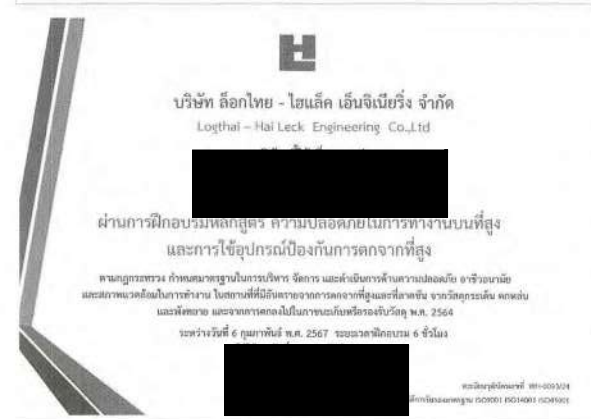 บริษัท ล็อกไทย - ไฮแล็ค เอ็นจิเนียริ่ง จำกัด
Logthai – Hai Leck Engineering Co.,Ltd
ผ่านการฝึกอบรมหลักสูตร ความปลอดภัยในการทำงานบนที่สูง
และการใช้อุปกรณ์ป้องกันการตกจากที่สูง
ตามกฎกระทรวง กำหนดมาตรฐานในการบริหาร จัดการ และดำเนินการด้านความปลอดภัย อาชีวอนามัย
และสภาพแวดล้อมในการทำงาน ในสถานที่ที่มีอันตรายจากการตกจากที่สูงและที่ลาดชัน จากวัสดุกระเด็น ตกหล่น
และพังทลาย และจากการตกลงไปในภาชนะเก็บหรือรองรับวัสดุ พ.ศ. 2564
ระหว่างวันที่ 6 กุมภาพันธ์ พ.ศ. 2567 ระยะเวลาฝึกอบรม 6 ชั่วโมง
ISO9001 ISO14001 ISO45001